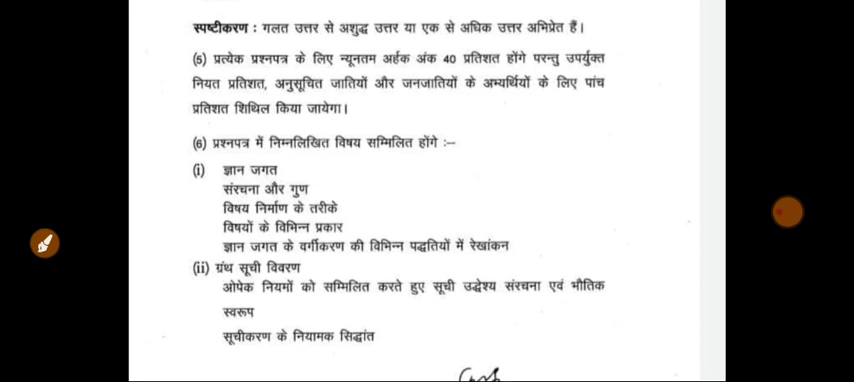 स्पष्टीकरण : गलत उत्तर से अशुद्ध उत्तर या एक से अधिक उत्तर अभिप्रेत हैं।
(5) प्रत्येक प्रश्नपत्र के लिए न्यूनतम अर्हक अंक 40 प्रतिशत होंगे परन्तु उपर्युक्त
नियत प्रतिशत, अनुसूचित जातियों और जनजातियों के अभ्यर्थियों के लिए पांच
प्रतिशत शिथिल किया जायेगा।
(6) प्रश्नपत्र में निम्नलिखित विषय सम्मिलित होंगे :--
(i) ज्ञान जगत
संरचना और गुण
विषय निर्माण के तरीके
विषयों के विभिन्न प्रकार
ज्ञान जगत के वर्गीकरण की विभिन्न पद्धतियों में रेखांकन
(ii) ग्रंथ सूची विवरण
ओपेक नियमों को सम्मिलित करते हुए सूची उद्धेश्य संरचना एवं भौतिक
स्वरूप
सूचीकरण के नियामक सिद्धांत